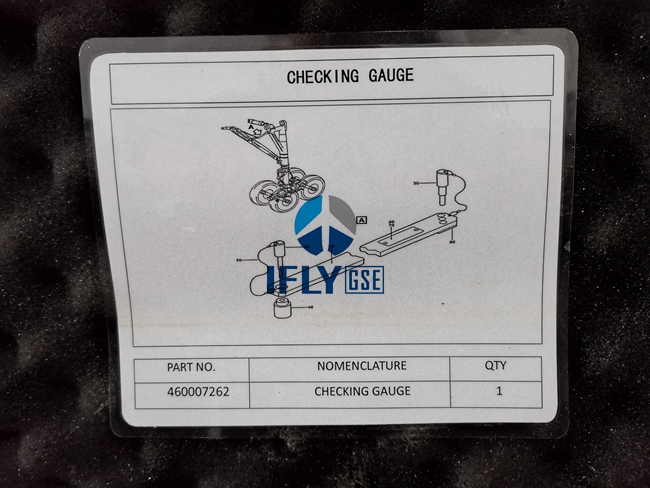 CHECKING GAUGE
A
A
IFLY GSE
PART NO. NOMENCLATURE QTY
460007262 CHECKING GAUGE 1